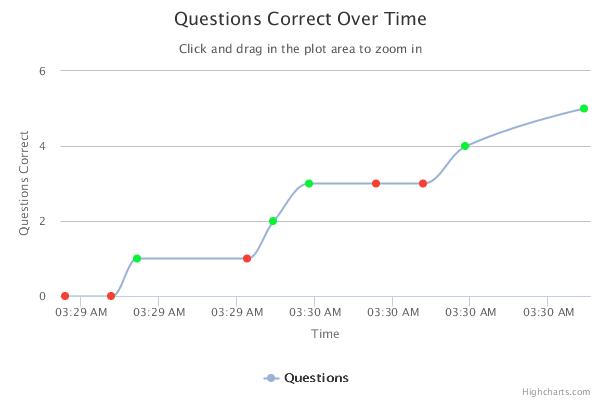 Questions Correct Over Time
Click and drag in the plot area to zoom in
6
4
2
0
Questions Correct
03:29 AM 03:29 AM 03:29 AM 03:30 AM 03:30 AM 03:30 AM 03:30 AM
Time
Questions
Highcharts.com